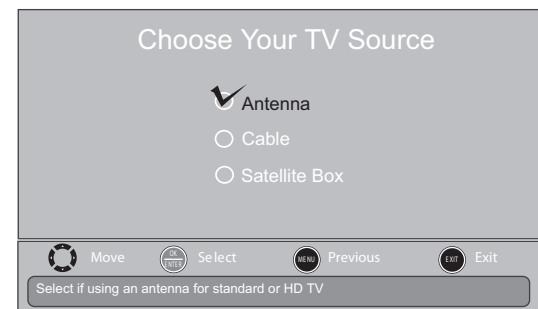 Choose Your TV Source
Antenna
Cable
Satellite Box
Move OK ENTER Select MENU Previous EXIT Exit
Select if using an antenna for standard or HD TV